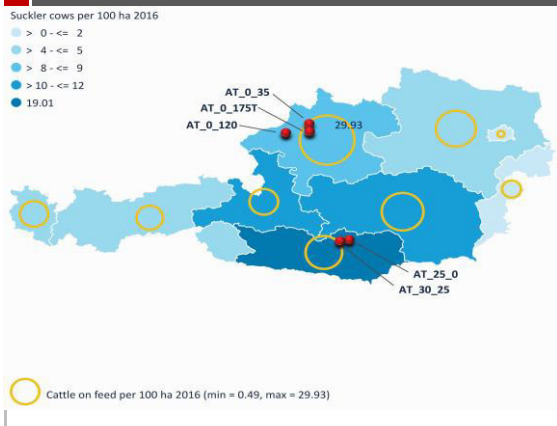 Suckler cows per 100 ha 2016
> 0 - <= 2
> 4 - <= 5
> 8 - <= 9
> 10 - <= 12
19.01
AT_0_35
AT_0_175T
AT_0_120
29.93
AT_25_0
AT_30_25
Cattle on feed per 100 ha 2016 (min = 0.49, max = 29.93)